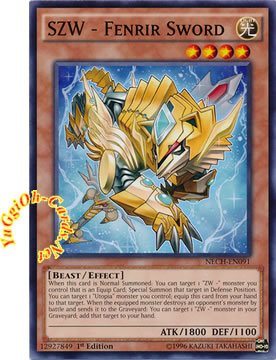 SZW - Fenrir Sword
光
NECH-EN091
[Beast / Effect]
When this card is Normal Summoned: You can target 1 "ZW -" monster you
control that is an Equip Card; Special Summon that target in Defense Position.
You can target 1 "Utopia" monster you control; equip this card from your hand
to that target. When the equipped monster destroys an opponent's monster by
battle and sends it to the Graveyard: You can target 1 "ZW -" monster in
your Graveyard; add that target to your hand.
ATK/1800 DEF/1100
12927849 1st Edition ©1996 KAZUKI TAKAHASHI
YuGgiOh-Cards.Net